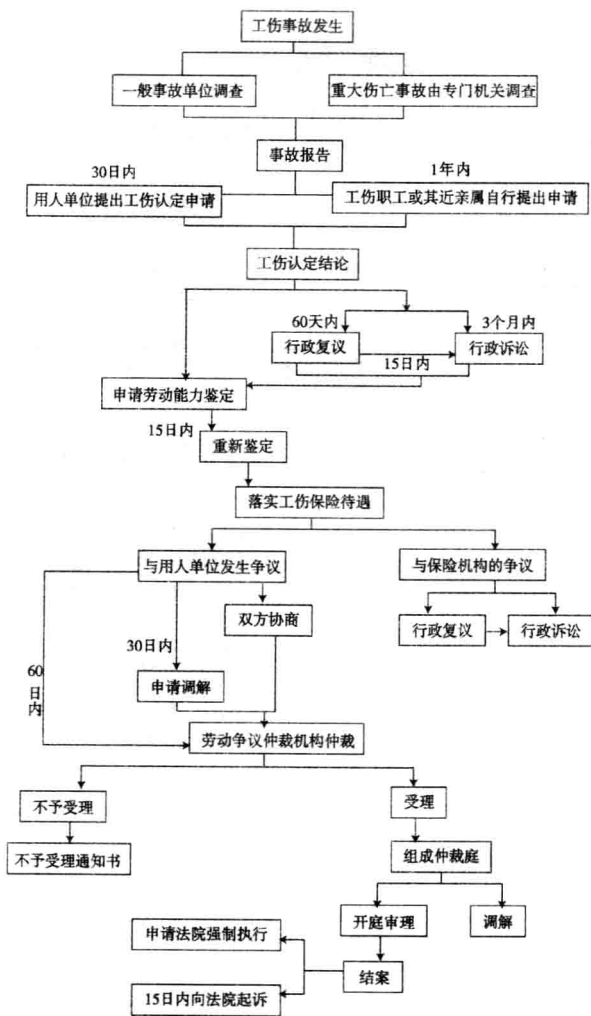 工伤事故发生
一般事故单位调查
重大伤亡事故由专门机关调查
事故报告
30日内
1年内
用人单位提出工伤认定申请
工伤职工或其近亲属自行提出申请
工伤认定结论
60天内
3个月内
行政复议
行政诉讼
15日内
申请劳动能力鉴定
15日内
重新鉴定
落实工伤保险待遇
与用人单位发生争议
与保险机构的争议
双方协商
行政复议
行政诉讼
30日内
60
日
内
申请调解
劳动争议仲裁机构仲裁
不予受理
受理
不予受理通知书
组成仲裁庭
开庭审理
调解
申请法院强制执行
结案
15日内向法院起诉